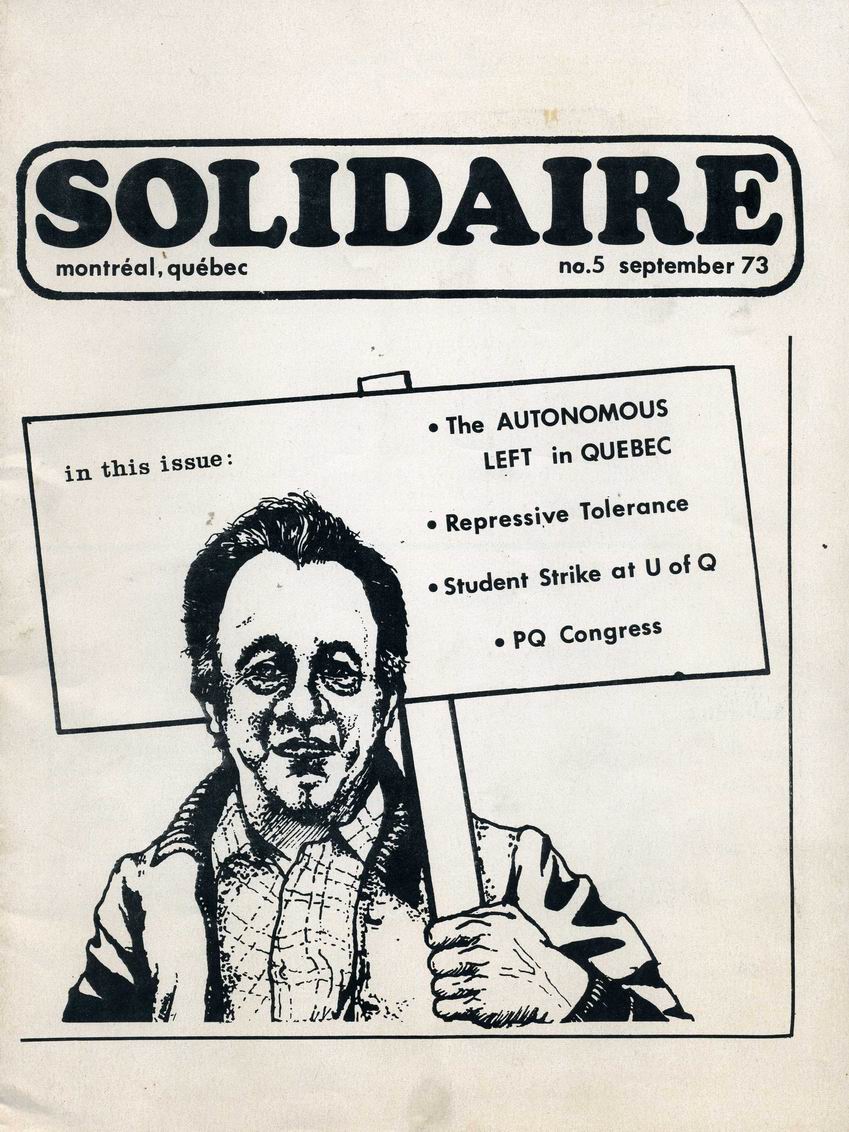 SOLIDAIRE
montréal, québec
no.5 september 73
in this issue:
• The AUTONOMOUS
LEFT in QUEBEC
• Repressive Tolerance
• Student Strike at U of Q
• PQ Congress